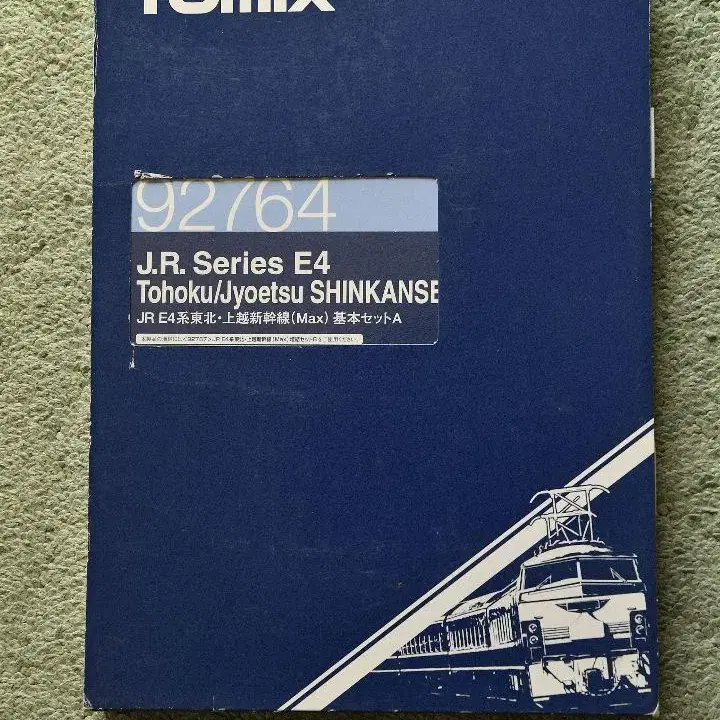 TOMIX
92764
J.R. Series E4
Tohoku/Jyoetsu SHINKANSE
JR E4系東北・上越新幹線(Max) 基本セットA